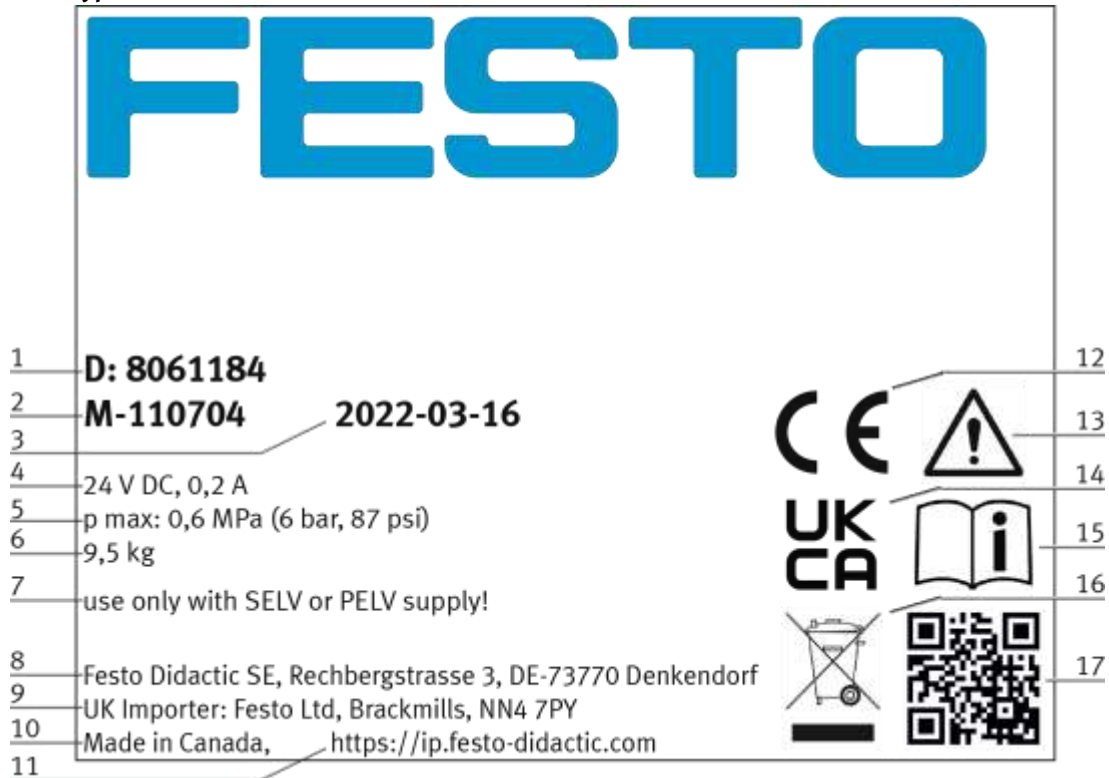 FESTO
1 D: 8061184 12
2 M-110704 2022-03-16 13
3
4 24 V DC, 0,2 A 14
5 p max: 0,6 MPa (6 bar, 87 psi)
6 9,5 kg 15
7 use only with SELV or PELV supply! 16
8 Festo Didactic SE, Rechbergstrasse 3, DE-73770 Denkendorf 17
9 UK Importer: Festo Ltd, Brackmills, NN4 7PY
10 Made in Canada, https://ip.festo-didactic.com
11
CE
UK
CA